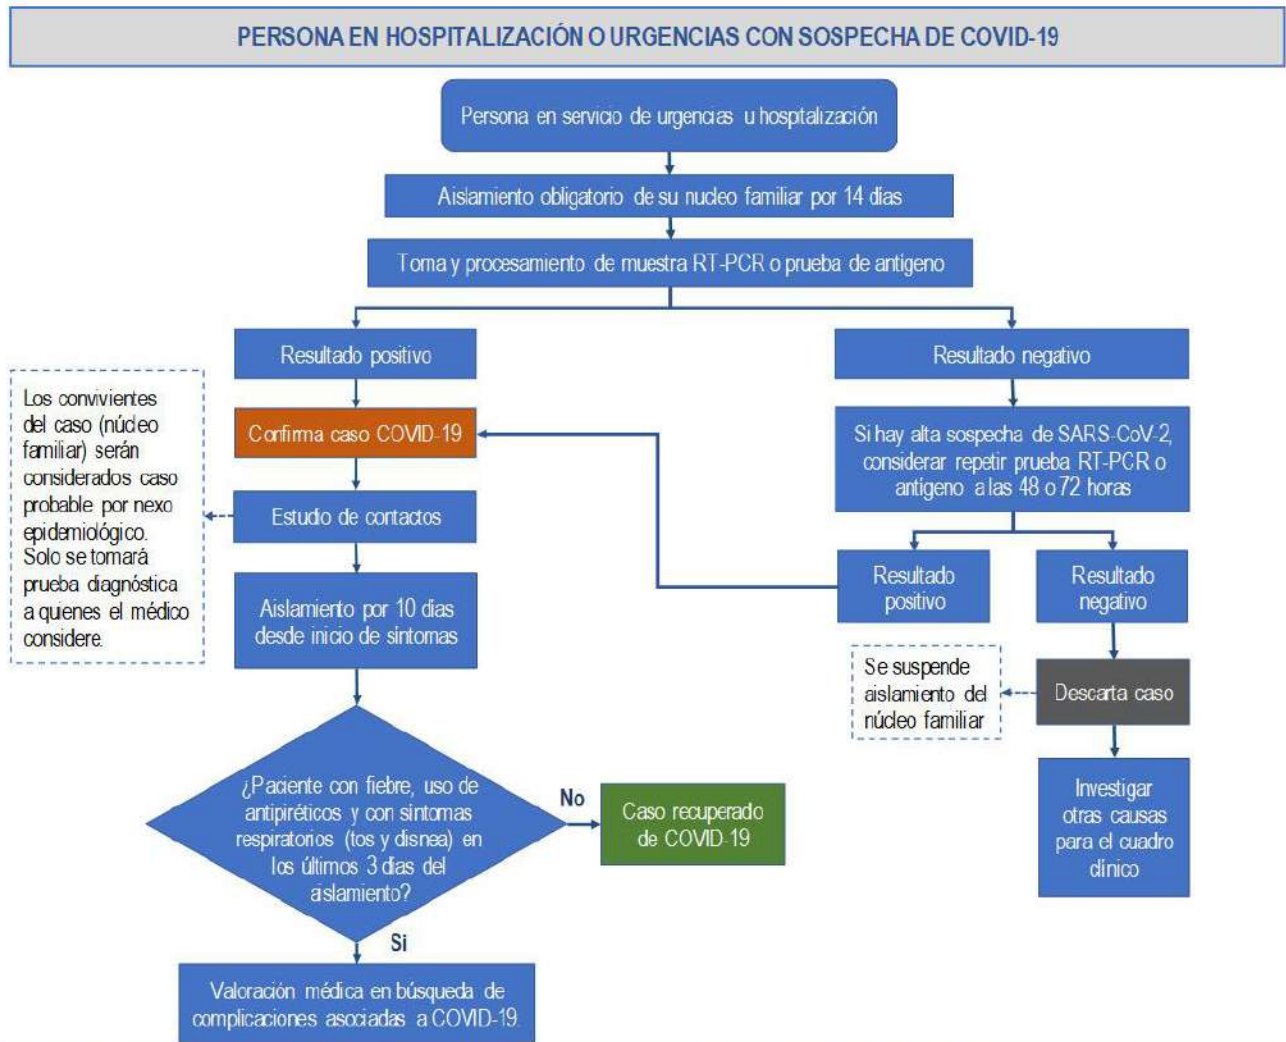 PERSONA EN HOSPITALIZACIÓN O URGENCIAS CON SOSPECHA DE COVID-19
Persona en servicio de urgencias u hospitalización
Aislamiento obligatorio de su nucleo familiar por 14 días
Toma y procesamiento de muestra RT-PCR o prueba de antígeno
Resultado positivo
Resultado negativo
Los convivientes
del caso (núcleo
familiar) serán
considerados caso
probable por nexo
epidemiológico.
Solo se tomará
prueba diagnóstica
a quienes el médico
considere.
Confirma caso COVID-19
Si hay alta sospecha de SARS-CoV-2,
considerar repetir prueba RT-PCR o
antígeno a las 48 o 72 horas
Estudio de contactos
Resultado
positivo
Resultado
negativo
Aislamiento por 10 días
desde inicio de síntomas
Se suspende
aislamiento del
núcleo familiar
Descarta caso
¿Paciente con fiebre, uso de
antipiréticos y con síntomas
respiratorios (tos y disnea) en
los últimos 3 días del
aislamiento?
No
Caso recuperado
de COVID-19
Investigar
otras causas
para el cuadro
clínico
Si
Valoración médica en búsqueda de
complicaciones asociadas a COVID-19.